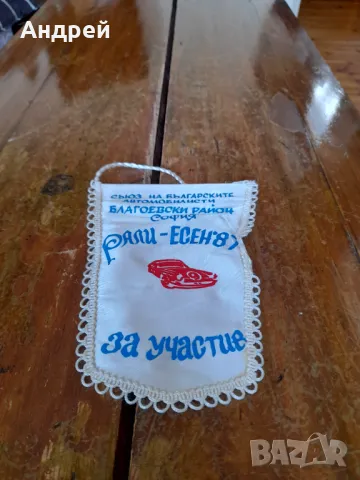 Андрей
СЪЮЗ НА БЪЛГАРСКИТЕ
АВТОМОБИЛИСТИ
БЛАГОЕВСКИ РАЙОН
СОФИЯ
РАЛИ-ЕСЕН'87
ЗА УЧАСТИЕ
BAZAR